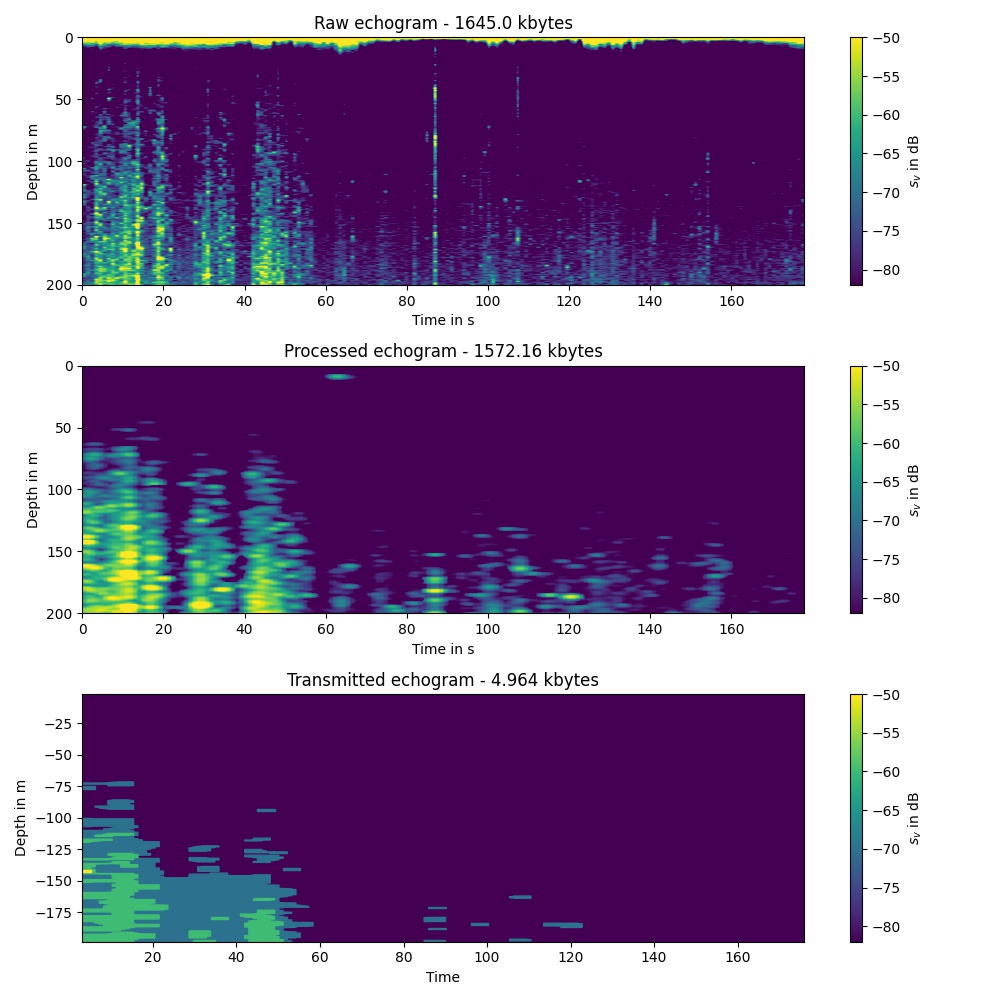 Raw echogram - 1645.0 kbytes
0
50
100
150
200
Depth in m
0 20 40 60 80 100 120 140 160
Time in s
−50
−55
−60
−65
−70
−75
−80
sv in dB
Processed echogram - 1572.16 kbytes
0
50
100
150
200
Depth in m
0 20 40 60 80 100 120 140 160
Time in s
−50
−55
−60
−65
−70
−75
−80
sv in dB
Transmitted echogram - 4.964 kbytes
−25
−50
−75
−100
−125
−150
−175
Depth in m
20 40 60 80 100 120 140 160
Time
−50
−55
−60
−65
−70
−75
−80
sv in dB